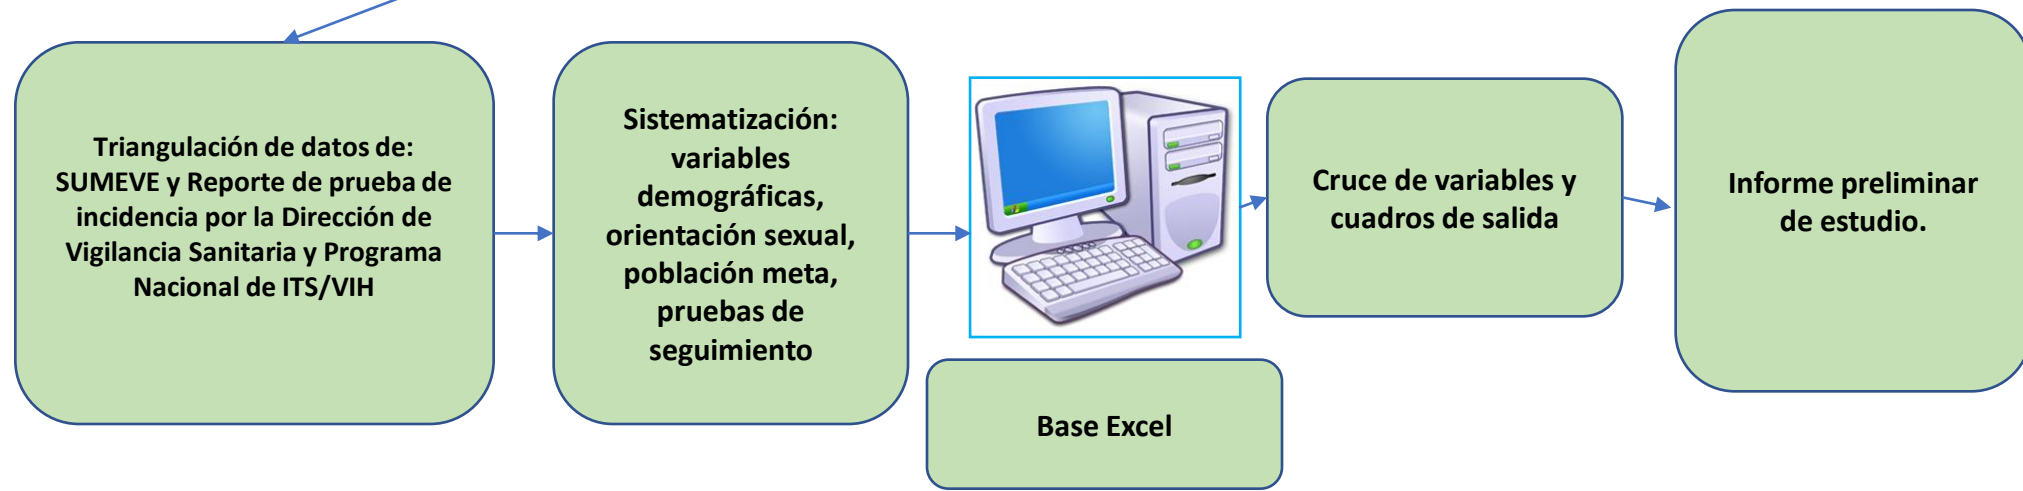 Triangulación de datos de:
SUMEVE y Reporte de prueba de
incidencia por la Dirección de
Vigilancia Sanitaria y Programa
Nacional de ITS/VIH
Sistematización:
variables
demográficas,
orientación sexual,
población meta,
pruebas de
seguimiento
Base Excel
Cruce de variables y
cuadros de salida
Informe preliminar
de estudio.